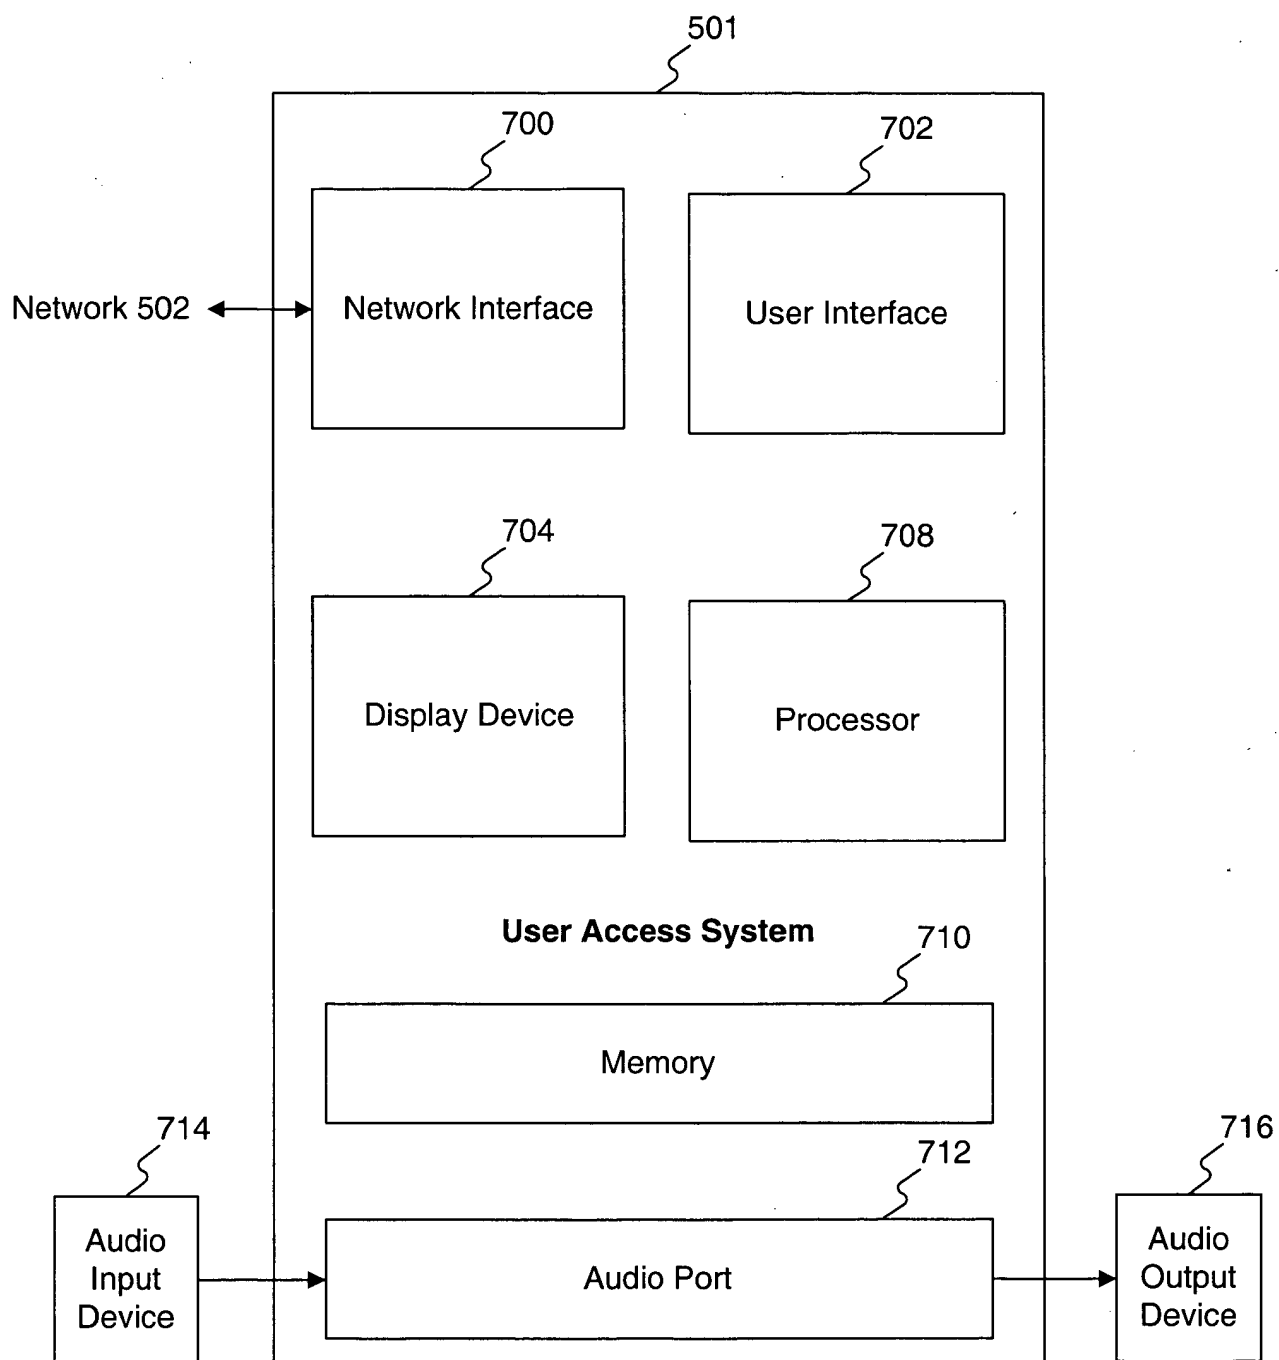 501
700
702
Network 502
Network Interface
User Interface
704
708
Display Device
Processor
User Access System
710
Memory
714
712
716
Audio
Input
Device
Audio Port
Audio
Output
Device